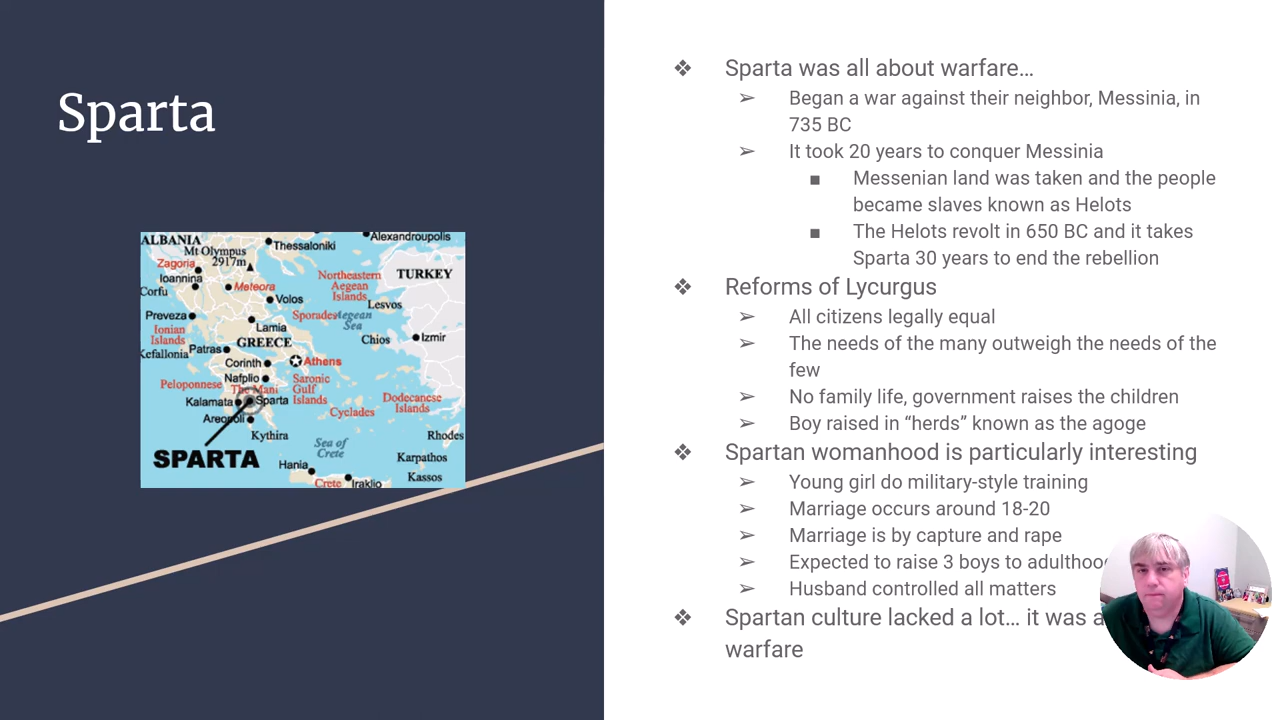 Sparta
ALBANIA
Mt Olympus
2917m
Zagoria
Ioannina
Corfu
Meteora
Thessaloniki
Alexandroupolis
TURKEY
Northeastern
Aegean
Islands
Lesvos
Volos
Preveza
Lamia
Sporades
Aegean
Sea
Ionian
Islands
GREECE
Chios
Izmir
Kefallonia
Patras
Corinth
Athens
Nafplio
Peloponnese
The Mani
Saronic
Gulf
Islands
Kalamata
Sparta
Cyclades
Dodecanese
Islands
Areopoli
Kythira
Sea of
Crete
Rhodes
SPARTA
Karpathos
Hania
Kassos
Crete
Iraklio
❖ Sparta was all about warfare…
➢ Began a war against their neighbor, Messinia, in
735 BC
➢ It took 20 years to conquer Messinia
■ Messenian land was taken and the people
became slaves known as Helots
■ The Helots revolt in 650 BC and it takes
Sparta 30 years to end the rebellion
❖ Reforms of Lycurgus
➢ All citizens legally equal
➢ The needs of the many outweigh the needs of the
few
➢ No family life, government raises the children
➢ Boy raised in “herds” known as the agoge
❖ Spartan womanhood is particularly interesting
➢ Young girl do military-style training
➢ Marriage occurs around 18-20
➢ Marriage is by capture and rape
➢ Expected to raise 3 boys to
➢ Husband controlled all matters
❖ Spartan culture lacked a lot… it was
warfare